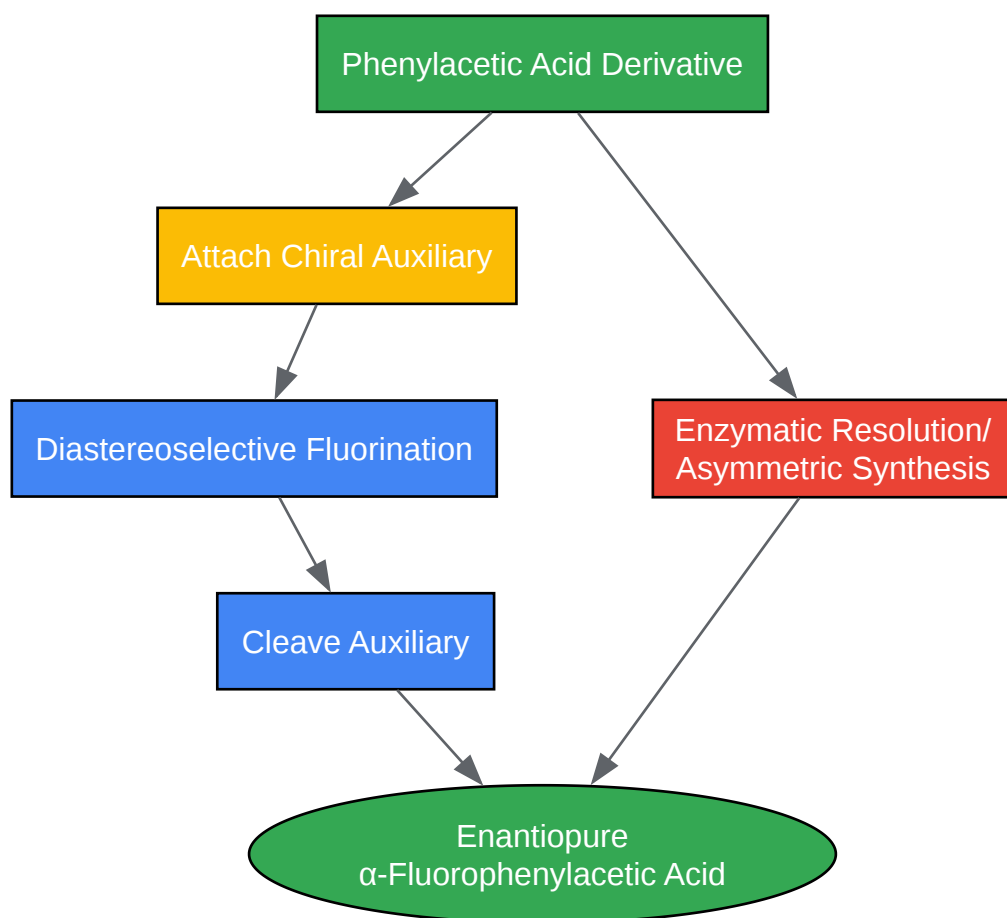 Phenylacetic Acid Derivative
Attach Chiral Auxiliary
Diastereoselective Fluorination
Enzymatic Resolution/
Asymmetric Synthesis
Cleave Auxiliary
Enantiopure
α-Fluorophenylacetic Acid